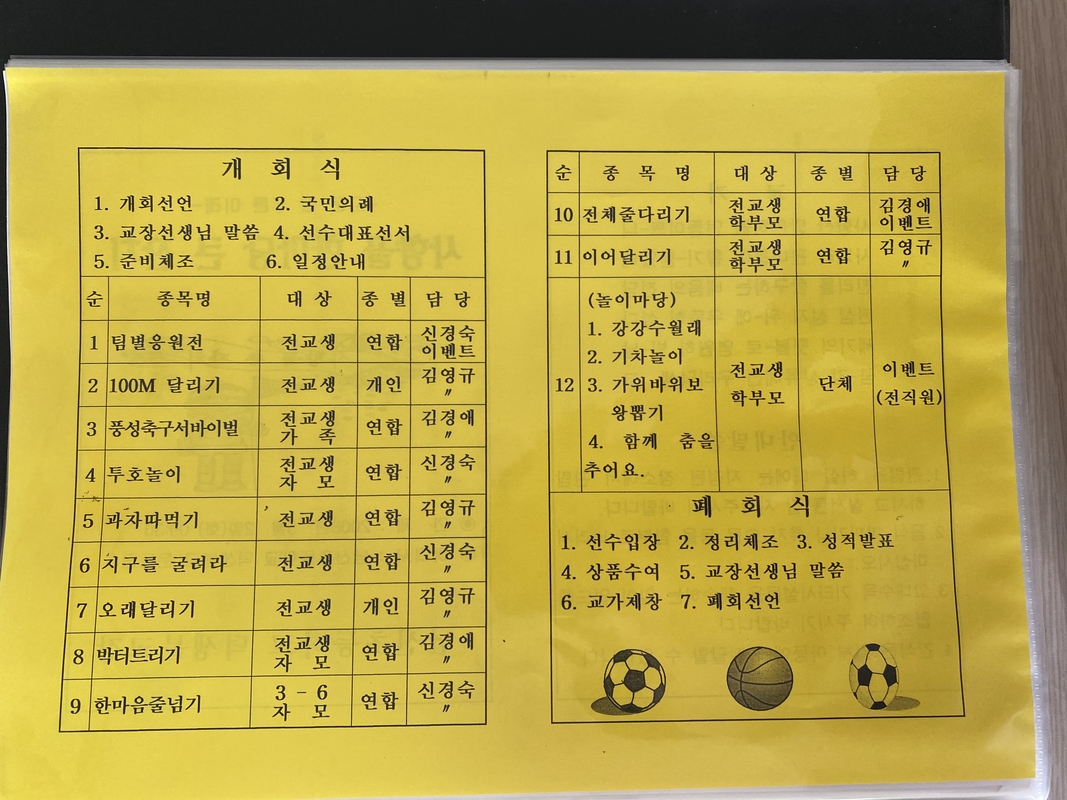 개 회 식
1. 개회선언 2. 국민의례
3. 교장선생님 말씀 4. 선수대표선서
5. 준비체조 6. 일정안내
순 종목명 대 상 종 별 담 당
1 팀별응원전 전교생 연합 신경숙 이벤트
2 100M 달리기 전교생 개인 김영규 〃
3 풍성축구서바이벌 전교생 가 족 연합 김경애 〃
4 투호놀이 전교생 자 모 연합 신경숙 〃
5 과자따먹기 전교생 연합 김영규 〃
6 지구를 굴려라 전교생 연합 신경숙 〃
7 오래달리기 전교생 개인 김영규 〃
8 박터트리기 전교생 자 모 연합 김경애 〃
9 한마음줄넘기 3 - 6 자 모 연합 신경숙 〃
순 종 목 명 대 상 종 별 담 당
10 전체줄다리기 전교생 학부모 연합 김경애 이벤트
11 이어달리기 전교생 학부모 연합 김영규 〃
12 (놀이마당)
1. 강강수월래
2. 기차놀이
3. 가위바위보
왕뽑기
4. 함께 춤을
추어요.
전교생 학부모 단체 이벤트 (전직원)
폐 회 식
1. 선수입장 2. 정리체조 3. 성적발표
4. 상품수여 5. 교장선생님 말씀
6. 교가제창 7. 폐회선언